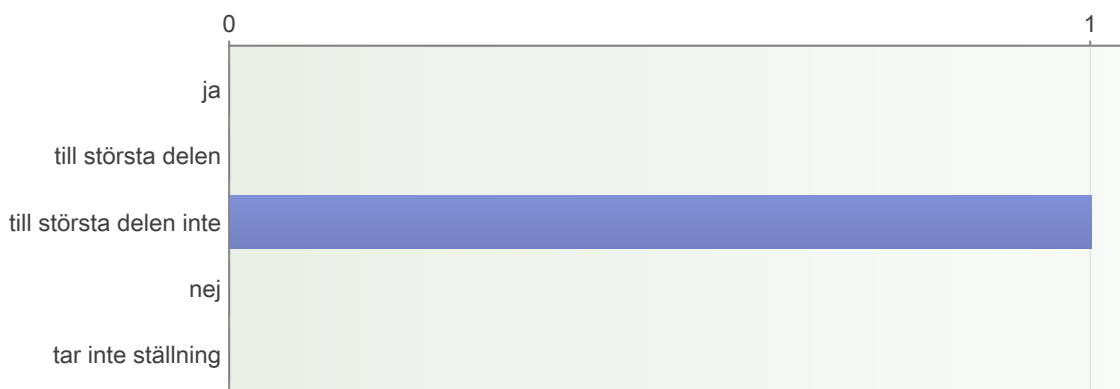 0 1
ja
till största delen
till största delen inte
nej
tar inte ställning